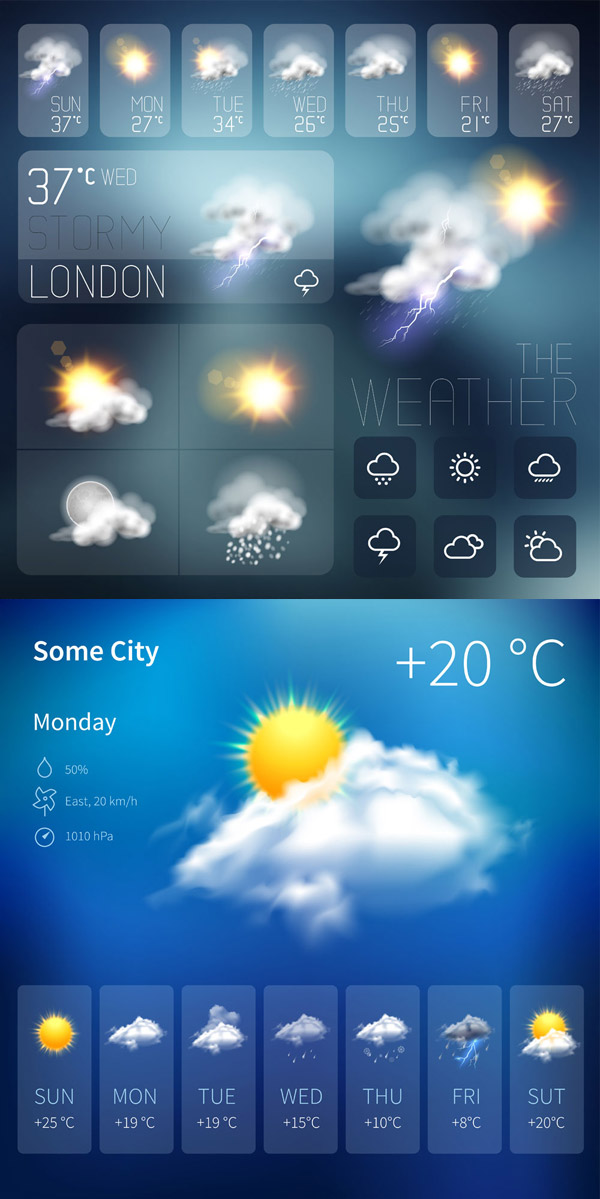 SUN MON TUE WED THU FRI SAT
37°C 27°C 34°C 26°C 25°C 21°C 27°C
37°C WED
STORMY
LONDON
THE
WEATHER
Some City
+20 °C
Monday
50%
East, 20 km/h
1010 hPa
SUN MON TUE WED THU FRI SUT
+25 °C +19 °C +19 °C +15°C +10°C +8°C +20°C